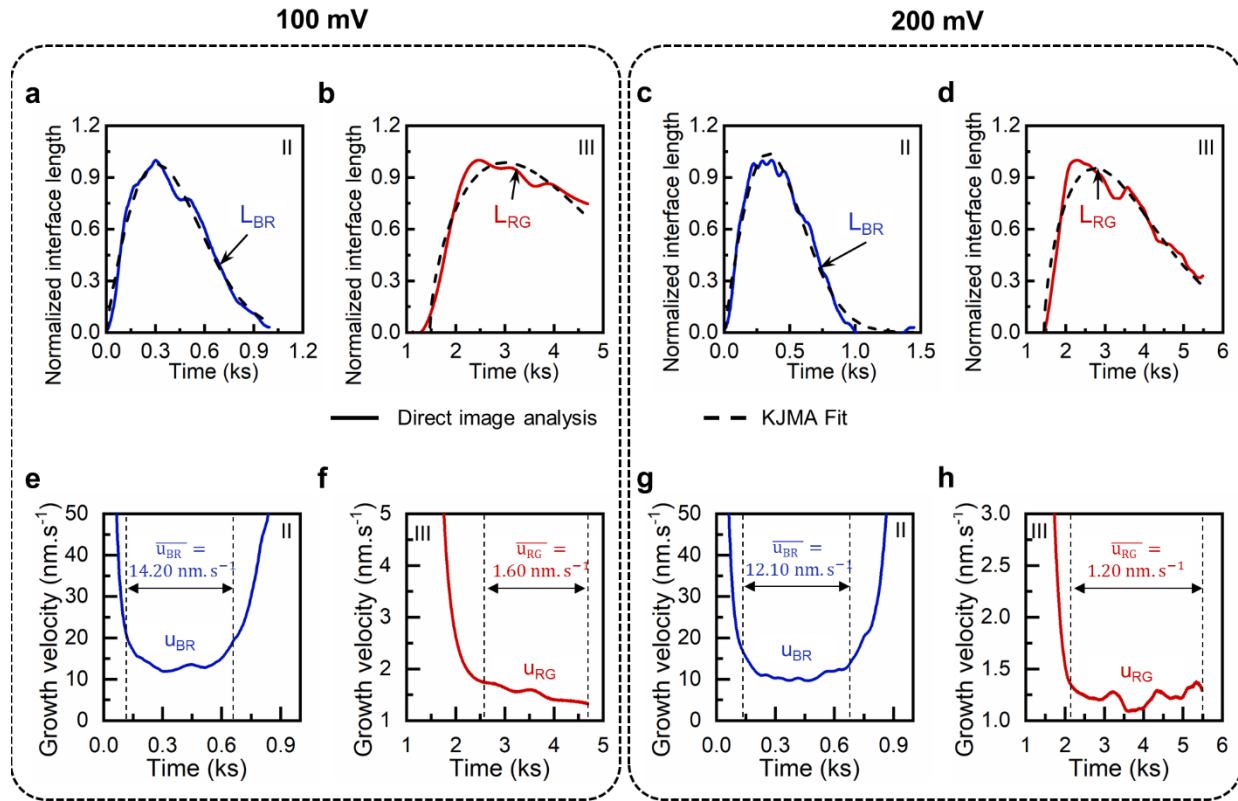 100 mV
200 mV
a
b
c
d
Normalized interface length
1.2
0.9
0.6
0.3
0.0
II
L_BR
0.0 0.3 0.6 0.9 1.2
Time (ks)
Normalized interface length
1.2
0.9
0.6
0.3
0.0
III
L_RG
1 2 3 4 5
Time (ks)
Normalized interface length
1.2
0.9
0.6
0.3
0.0
II
L_BR
0.0 0.5 1.0 1.5
Time (ks)
Normalized interface length
1.2
0.9
0.6
0.3
0.0
III
L_RG
1 2 3 4 5 6
Time (ks)
Direct image analysis
KJMA Fit
e
f
g
h
Growth velocity (nm.s⁻¹)
50
40
30
20
10
0
II
u_BR =
14.20 nm. s⁻¹
u_BR
0.0 0.3 0.6 0.9
Time (ks)
Growth velocity (nm.s⁻¹)
5
4
3
2
1
III
u_RG =
1.60 nm. s⁻¹
u_RG
1 2 3 4 5
Time (ks)
Growth velocity (nm.s⁻¹)
50
40
30
20
10
0
II
u_BR =
12.10 nm. s⁻¹
u_BR
0.0 0.3 0.6 0.9
Time (ks)
Growth velocity (nm.s⁻¹)
3.0
2.5
2.0
1.5
1.0
III
u_RG =
1.20 nm. s⁻¹
u_RG
1 2 3 4 5 6
Time (ks)